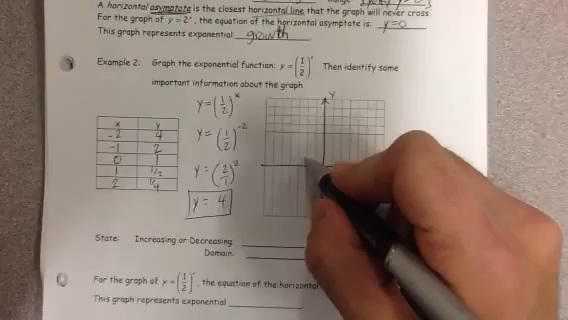 A horizontal asymptote is the closest horizontal line that the graph will never cross
For the graph of y = 2ˣ, the equation of the horizontal asymptote is: y=0
This graph represents exponential growth
Example 2: Graph the exponential function: y = (1/2)ˣ Then identify some
important information about the graph
x y
-2 4
-1 2
0 1
1 1/2
2 1/4
y = (1/2)ˣ
y = (1/2)⁻²
y = (2/1)²
y = 4
Y
State: Increasing or Decreasing:
Domain:
For the graph of y = (1/2)ˣ, the equation of the horizontal
This graph represents exponential